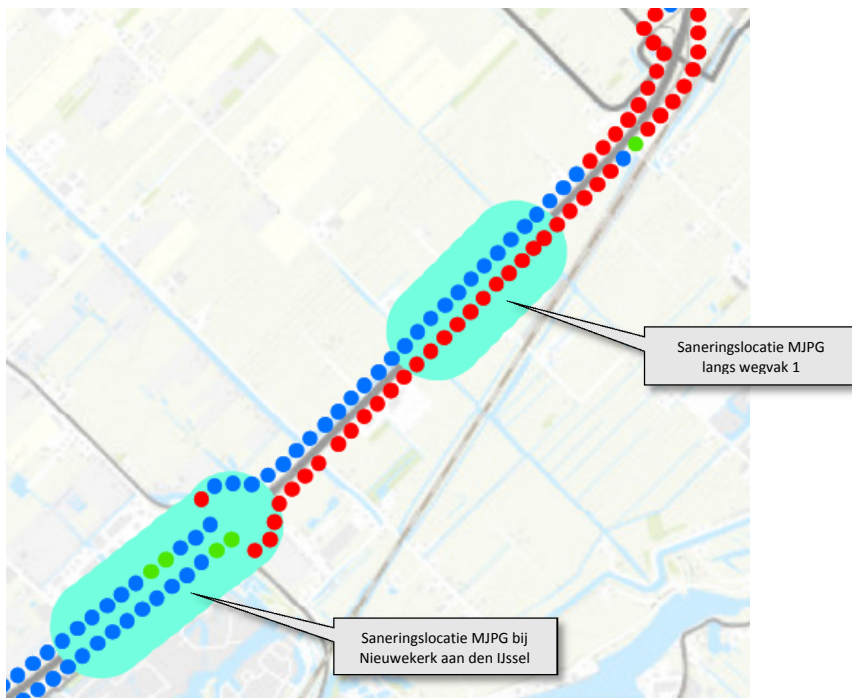 Saneringslocatie MJPG
langs wegvak 1
Saneringslocatie MJPG bij
Nieuwekerk aan den IJssel